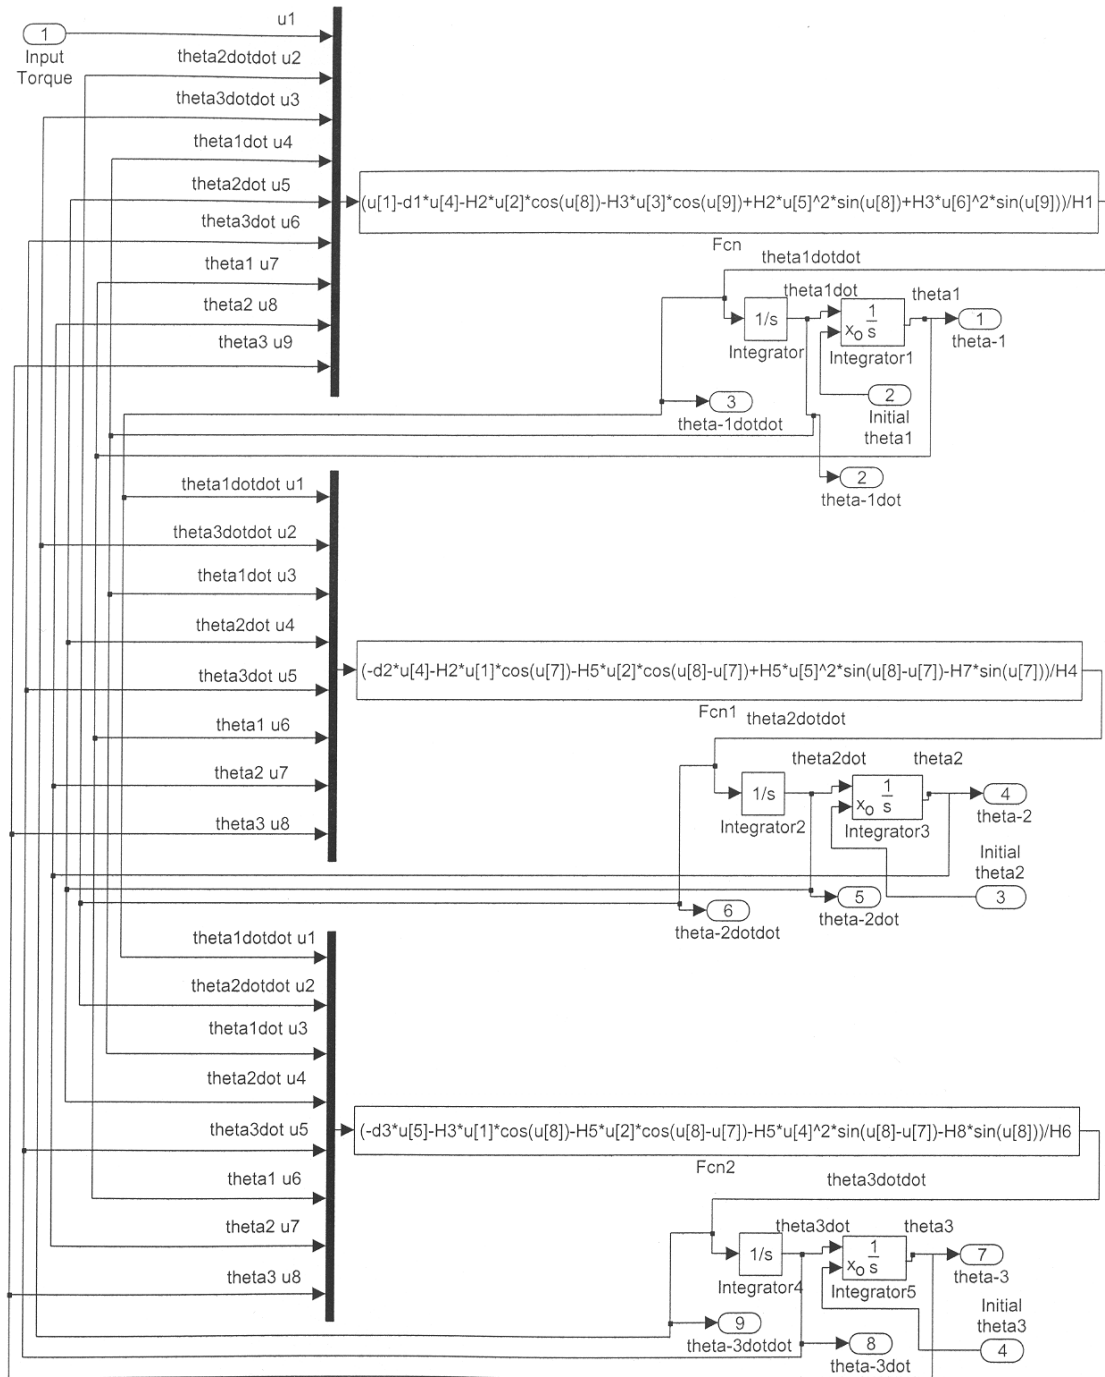 u1
1
Input
Torque
theta2dotdot u2
theta3dotdot u3
theta1dot u4
theta2dot u5
theta3dot u6
theta1 u7
theta2 u8
theta3 u9
(u[1]-d1*u[4]-H2*u[2]*cos(u[8])-H3*u[3]*cos(u[9])+H2*u[5]^2*sin(u[8])+H3*u[6]^2*sin(u[9]))/H1
Fcn
theta1dotdot
1/s
Integrator
theta1dot
xo 1/s
Integrator1
theta1
1
theta-1
2
Initial
theta1
3
theta-1dotdot
2
theta-1dot
theta1dotdot u1
theta3dotdot u2
theta1dot u3
theta2dot u4
theta3dot u5
theta1 u6
theta2 u7
theta3 u8
(-d2*u[4]-H2*u[1]*cos(u[7])-H5*u[2]*cos(u[8]-u[7])+H5*u[5]^2*sin(u[8]-u[7])-H7*sin(u[7]))/H4
Fcn1
theta2dotdot
1/s
Integrator2
theta2dot
xo 1/s
Integrator3
theta2
4
theta-2
Initial
theta2
3
5
theta-2dot
6
theta-2dotdot
theta1dotdot u1
theta2dotdot u2
theta1dot u3
theta2dot u4
theta3dot u5
theta1 u6
theta2 u7
theta3 u8
(-d3*u[5]-H3*u[1]*cos(u[8])-H5*u[2]*cos(u[8]-u[7])-H5*u[4]^2*sin(u[8]-u[7])-H8*sin(u[8]))/H6
Fcn2
theta3dotdot
1/s
Integrator4
theta3dot
xo 1/s
Integrator5
theta3
7
theta-3
Initial
theta3
4
9
theta-3dotdot
8
theta-3dot